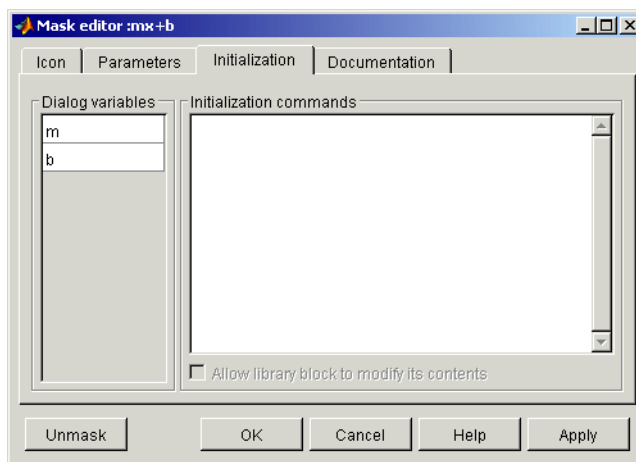 Mask editor :mx+b
Icon Parameters Initialization Documentation
Dialog variables
m
b
Initialization commands
Allow library block to modify its contents
Unmask OK Cancel Help Apply